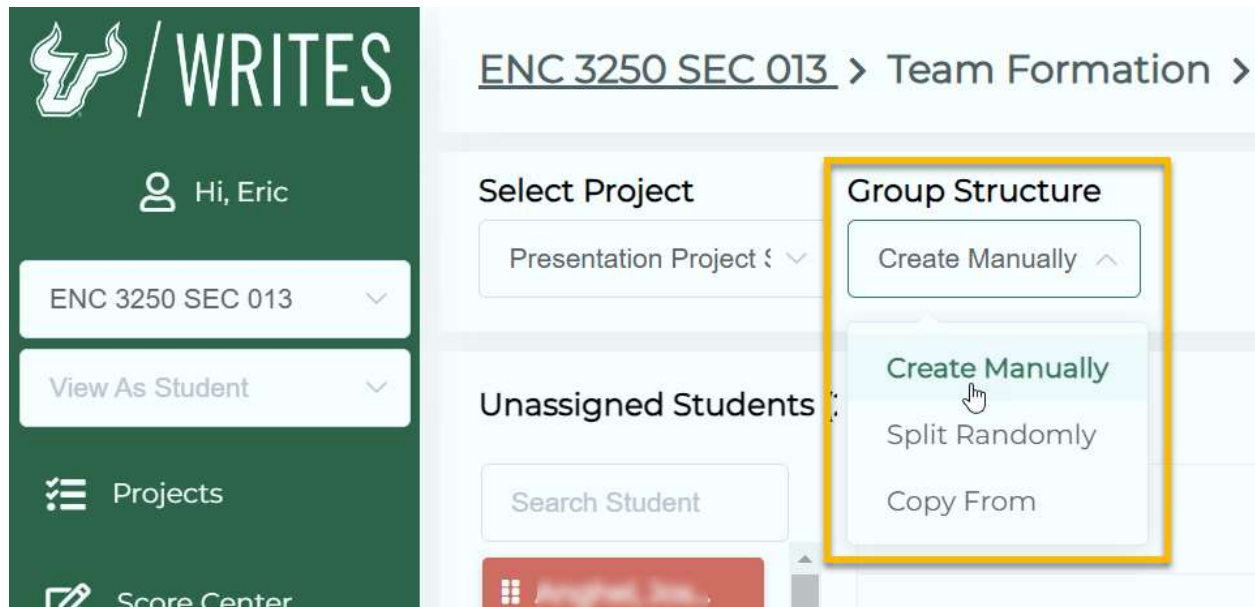 / WRITES
Hi, Eric
ENC 3250 SEC 013
View As Student
Projects
Score Center
ENC 3250 SEC 013 > Team Formation >
Select Project
Group Structure
Presentation Project
Create Manually
Create Manually
Split Randomly
Copy From
Unassigned Students
Search Student